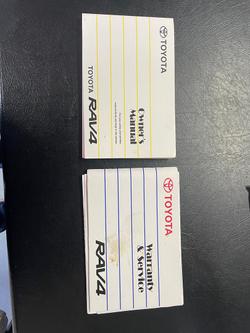 TOYOTA
Owner's
Manual
TOYOTA RAV4
TOYOTA
Warranty
& Service
RAV4